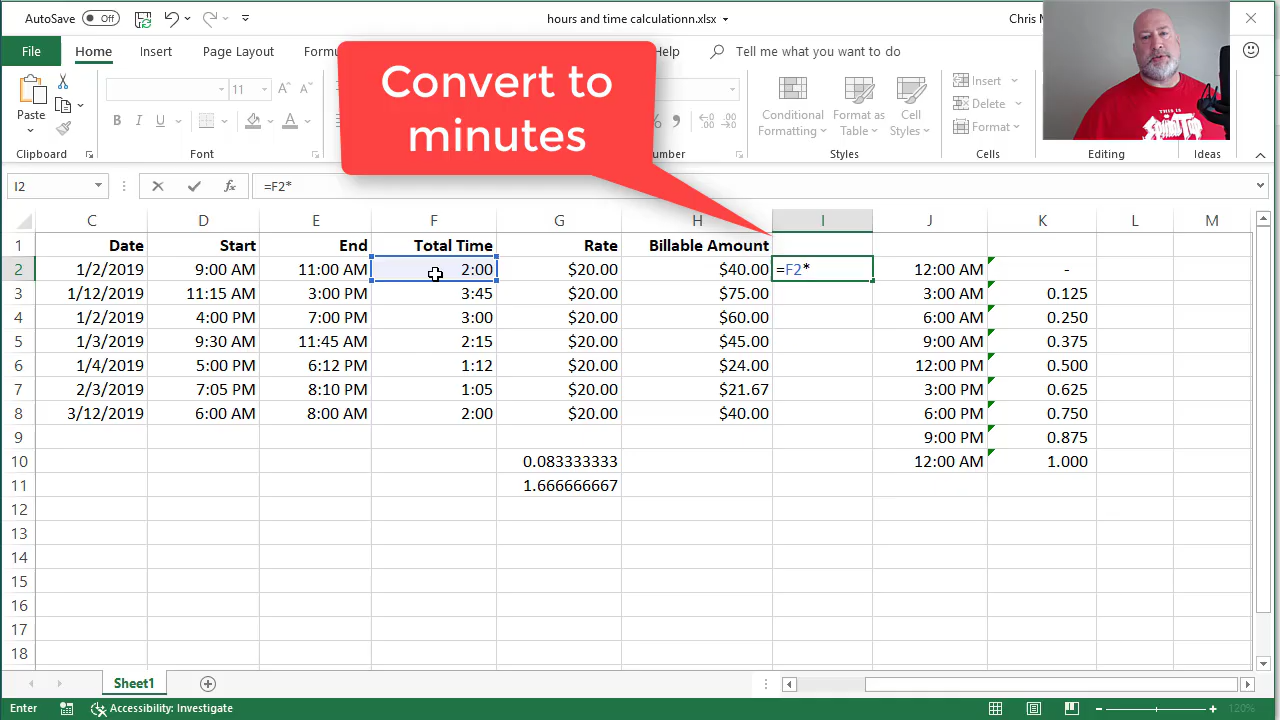 AutoSave Off hours and time calculationn.xlsx Chris M
File Home Insert Page Layout Formu Help Tell me what you want to do
Convert to
minutes
Paste 11 A A Conditional Format as Cell Insert
B I U A % 9 Formatting Table Styles Delete
Format
Clipboard Font Number Styles Cells Editing Ideas
THIS IS
Spinal Tap
I2 fx =F2*
C D E F G H I J K L M
1 Date Start End Total Time Rate Billable Amount
2 1/2/2019 9:00 AM 11:00 AM 2:00 $20.00 $40.00 =F2* 12:00 AM -
3 1/12/2019 11:15 AM 3:00 PM 3:45 $20.00 $75.00 3:00 AM 0.125
4 1/2/2019 4:00 PM 7:00 PM 3:00 $20.00 $60.00 6:00 AM 0.250
5 1/3/2019 9:30 AM 11:45 AM 2:15 $20.00 $45.00 9:00 AM 0.375
6 1/4/2019 5:00 PM 6:12 PM 1:12 $20.00 $24.00 12:00 PM 0.500
7 2/3/2019 7:05 PM 8:10 PM 1:05 $20.00 $21.67 3:00 PM 0.625
8 3/12/2019 6:00 AM 8:00 AM 2:00 $20.00 $40.00 6:00 PM 0.750
9 9:00 PM 0.875
10 0.083333333 12:00 AM 1.000
11 1.666666667
12
13
14
15
16
17
18
Sheet1
Enter Accessibility: Investigate 120%